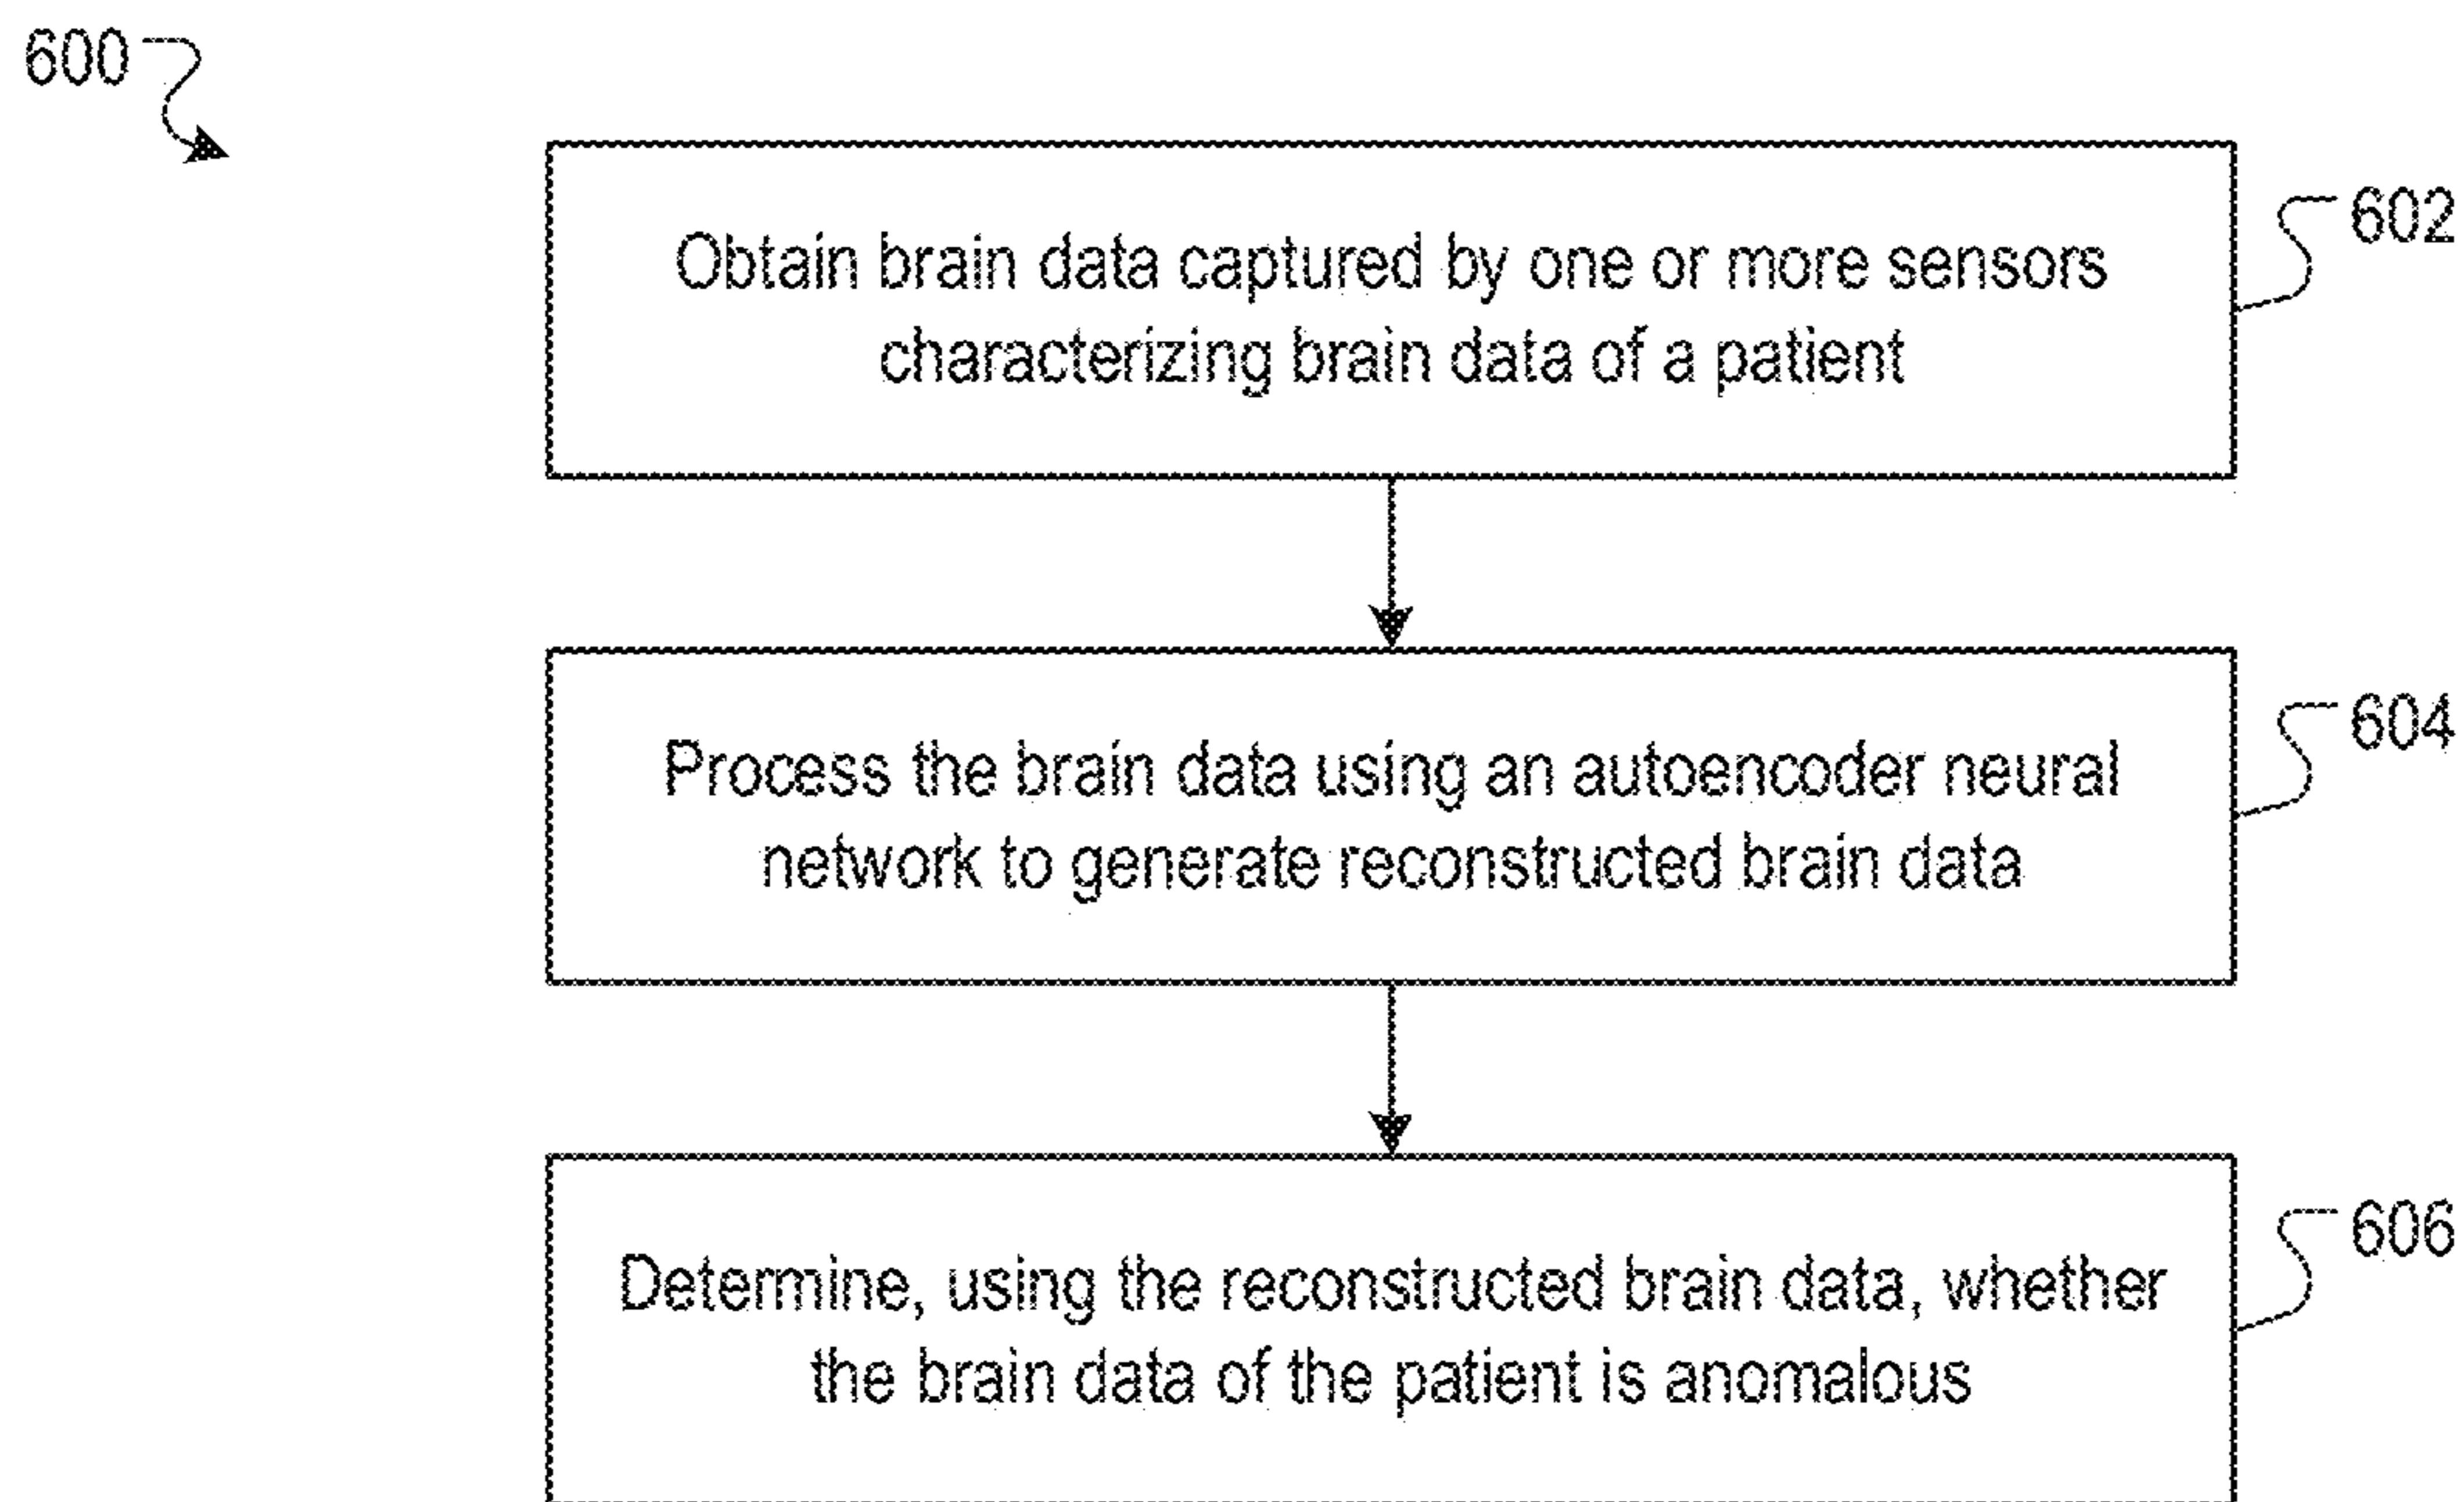 600
Obtain brain data captured by one or more sensors
characterizing brain data of a patient
602
Process the brain data using an autoencoder neural
network to generate reconstructed brain data
604
Determine, using the reconstructed brain data, whether
the brain data of the patient is anomalous
606